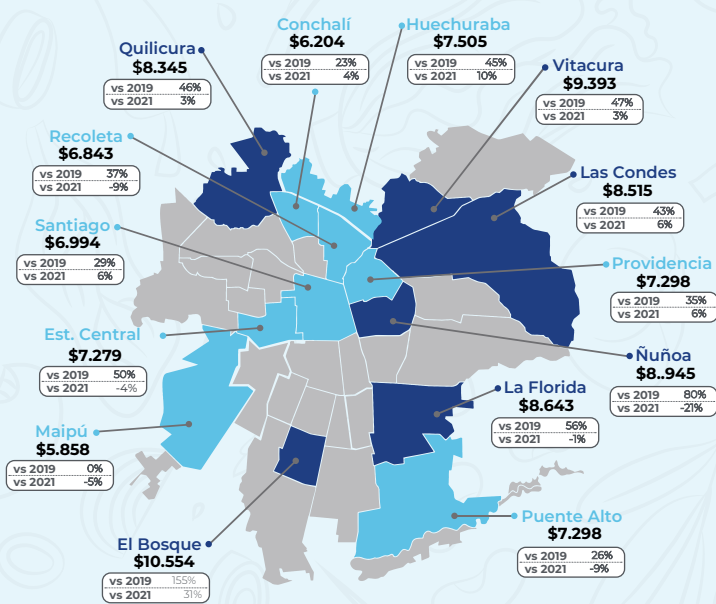 Conchalí
$6.204
vs 2019 23%
vs 2021 4%
Huechuraba
$7.505
vs 2019 45%
vs 2021 10%
Quilicura
$8.345
vs 2019 46%
vs 2021 3%
Vitacura
$9.393
vs 2019 47%
vs 2021 3%
Recoleta
$6.843
vs 2019 37%
vs 2021 -9%
Las Condes
$8.515
vs 2019 43%
vs 2021 6%
Santiago
$6.994
vs 2019 29%
vs 2021 6%
Providencia
$7.298
vs 2019 35%
vs 2021 6%
Est. Central
$7.279
vs 2019 50%
vs 2021 -4%
Ñuñoa
$8..945
vs 2019 80%
vs 2021 -21%
La Florida
$8.643
vs 2019 56%
vs 2021 -1%
Maipú
$5.858
vs 2019 0%
vs 2021 -5%
Puente Alto
$7.298
vs 2019 26%
vs 2021 -9%
El Bosque
$10.554
vs 2019 155%
vs 2021 31%